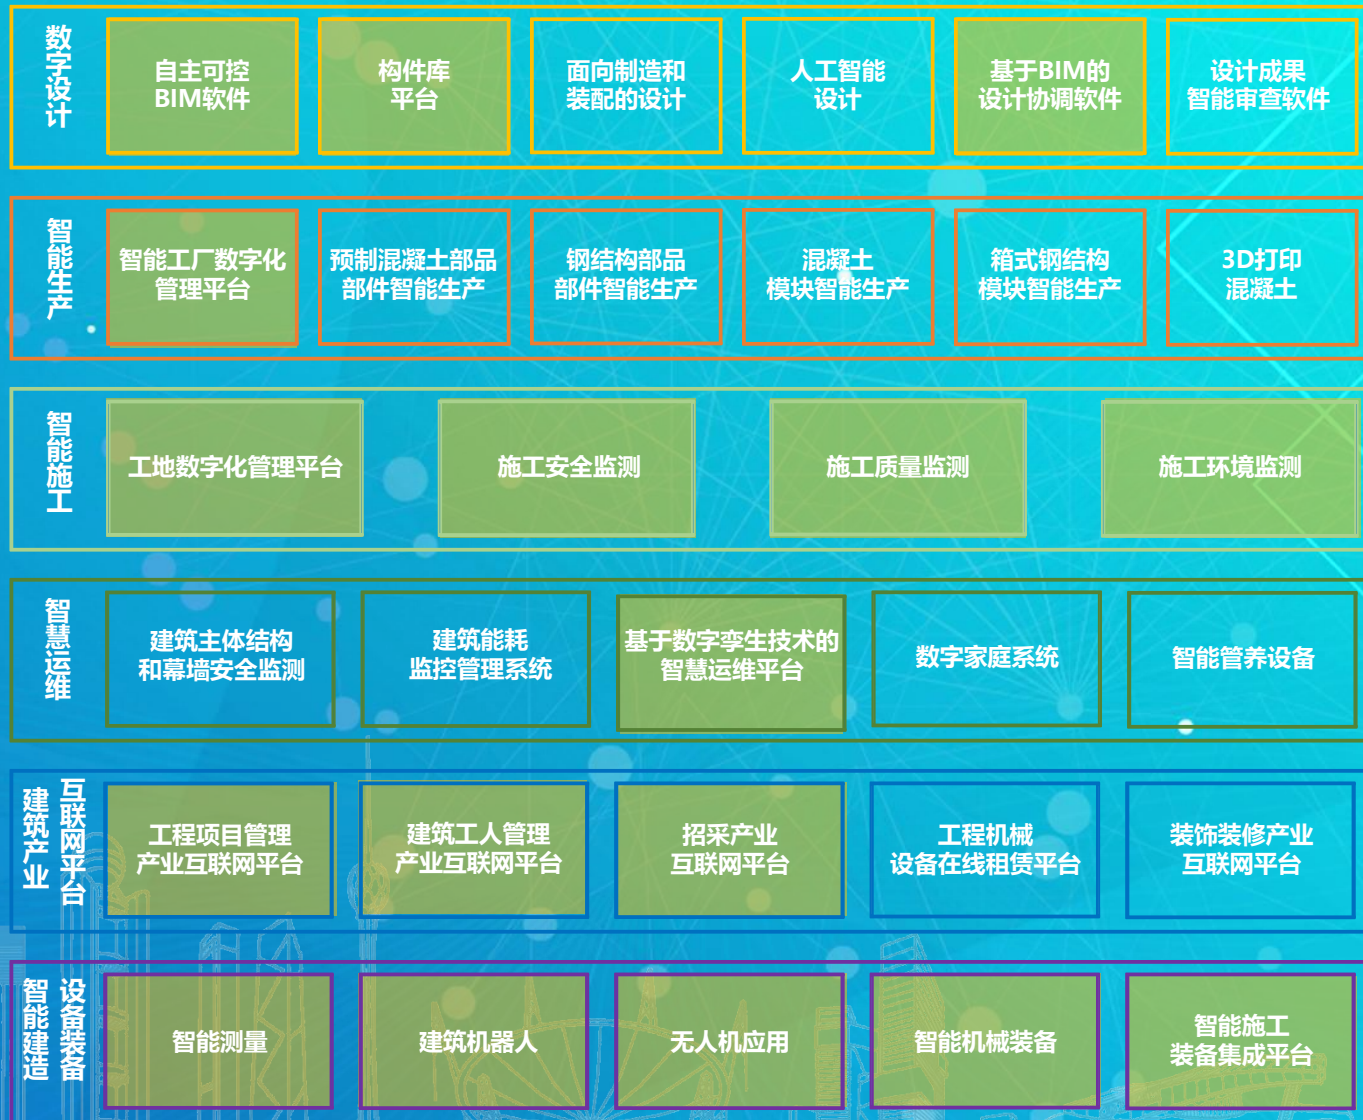 数字设计
自主可控
BIM软件
构件库
平台
面向制造和
装配的设计
人工智能
设计
基于BIM的
设计协调软件
设计成果
智能审查软件
智能生产
智能工厂数字化
管理平台
预制混凝土部品
部件智能生产
钢结构部品
部件智能生产
混凝土
模块智能生产
箱式钢结构
模块智能生产
3D打印
混凝土
智能施工
工地数字化管理平台
施工安全监测
施工质量监测
施工环境监测
智慧运维
建筑主体结构
和幕墙安全监测
建筑能耗
监控管理系统
基于数字孪生技术的
智慧运维平台
数字家庭系统
智能管养设备
建筑产业
互联网平台
工程项目管理
产业互联网平台
建筑工人管理
产业互联网平台
招采产业
互联网平台
工程机械
设备在线租赁平台
装饰装修产业
互联网平台
智能建造
设备装备
智能测量
建筑机器人
无人机应用
智能机械装备
智能施工
装备集成平台